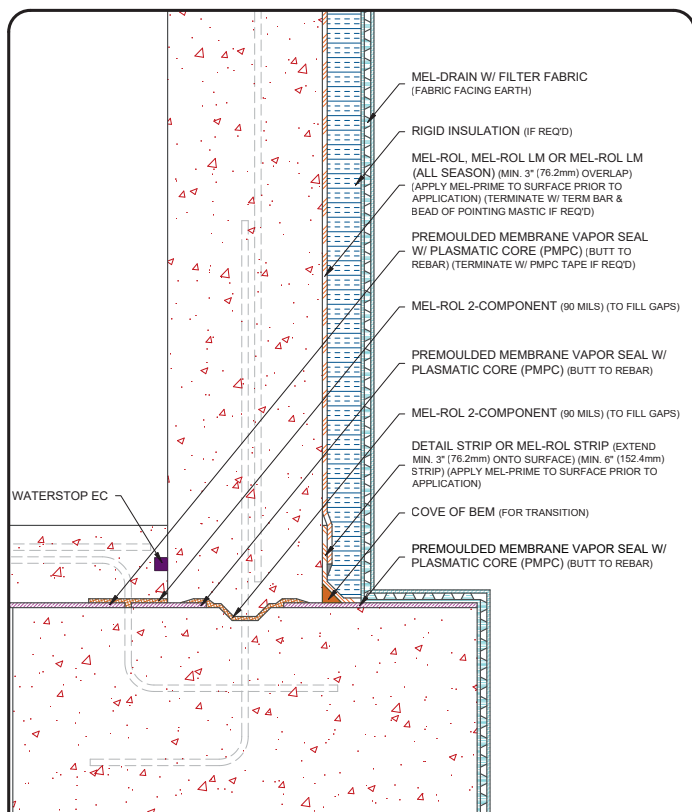 MEL-DRAIN W/ FILTER FABRIC
(FABRIC FACING EARTH)
RIGID INSULATION (IF REQ'D)
MEL-ROL, MEL-ROL LM OR MEL-ROL LM
(ALL SEASON) (MIN. 3" (76.2mm) OVERLAP)
(APPLY MEL-PRIME TO SURFACE PRIOR TO
APPLICATION) (TERMINATE W/ TERM BAR &
BEAD OF POINTING MASTIC IF REQ'D)
PREMOULDED MEMBRANE VAPOR SEAL
W/ PLASMATIC CORE (PMPC) (BUTT TO
REBAR) (TERMINATE W/ PMPC TAPE IF REQ'D)
MEL-ROL 2-COMPONENT (90 MILS) (TO FILL GAPS)
PREMOULDED MEMBRANE VAPOR SEAL W/
PLASMATIC CORE (PMPC) (BUTT TO REBAR)
MEL-ROL 2-COMPONENT (90 MILS) (TO FILL GAPS)
DETAIL STRIP OR MEL-ROL STRIP (EXTEND
MIN. 3" (76.2mm) ONTO SURFACE) (MIN. 6" (152.4mm)
STRIP) (APPLY MEL-PRIME TO SURFACE PRIOR TO
APPLICATION)
WATERSTOP EC
COVE OF BEM (FOR TRANSITION)
PREMOULDED MEMBRANE VAPOR SEAL W/
PLASMATIC CORE (PMPC) (BUTT TO REBAR)